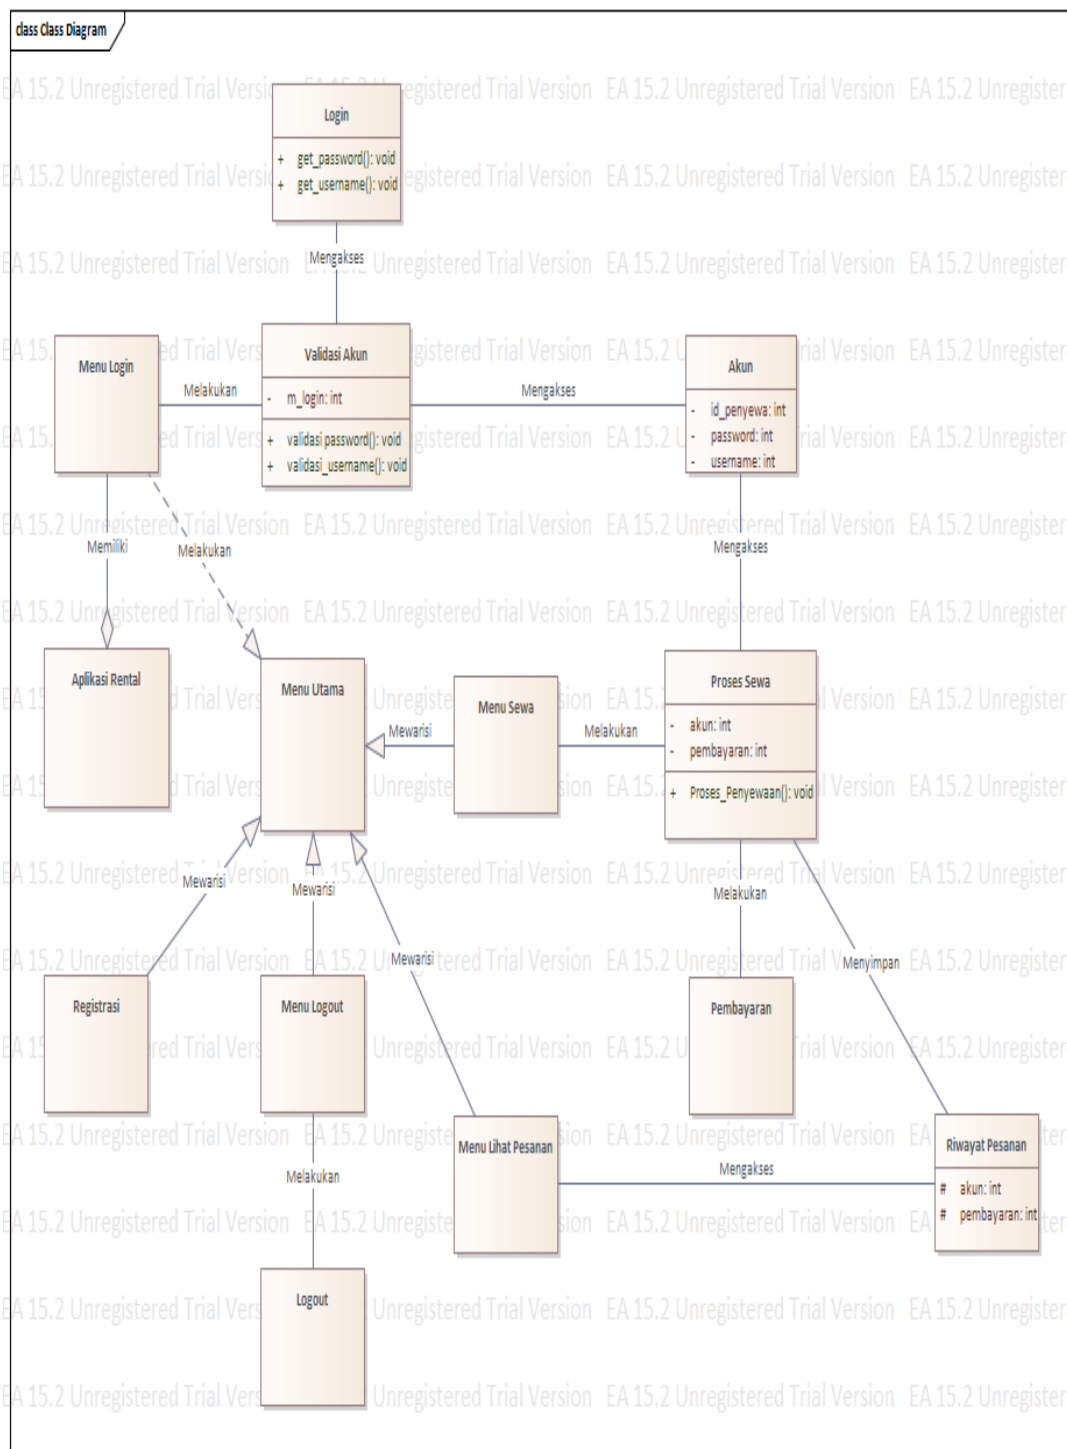 class Class Diagram
EA 15.2 Unregistered Trial Version
Login
+ get_password(): void
+ get_username(): void
Mengakses
Menu Login
Melakukan
Validasi Akun
- m_login: int
+ validasi password(): void
+ validasi_username(): void
Mengakses
Akun
- id_penyewa: int
- password: int
- username: int
Memiliki
Melakukan
Mengakses
Aplikasi Rental
Menu Utama
Mewarisi
Menu Sewa
Melakukan
Proses Sewa
- akun: int
- pembayaran: int
+ Proses_Penyewaan(): void
Mewarisi
Mewarisi
Mewarisi
Melakukan
Menyimpan
Registrasi
Menu Logout
Pembayaran
Melakukan
Menu Lihat Pesanan
Mengakses
Riwayat Pesanan
# akun: int
# pembayaran: int
Logout